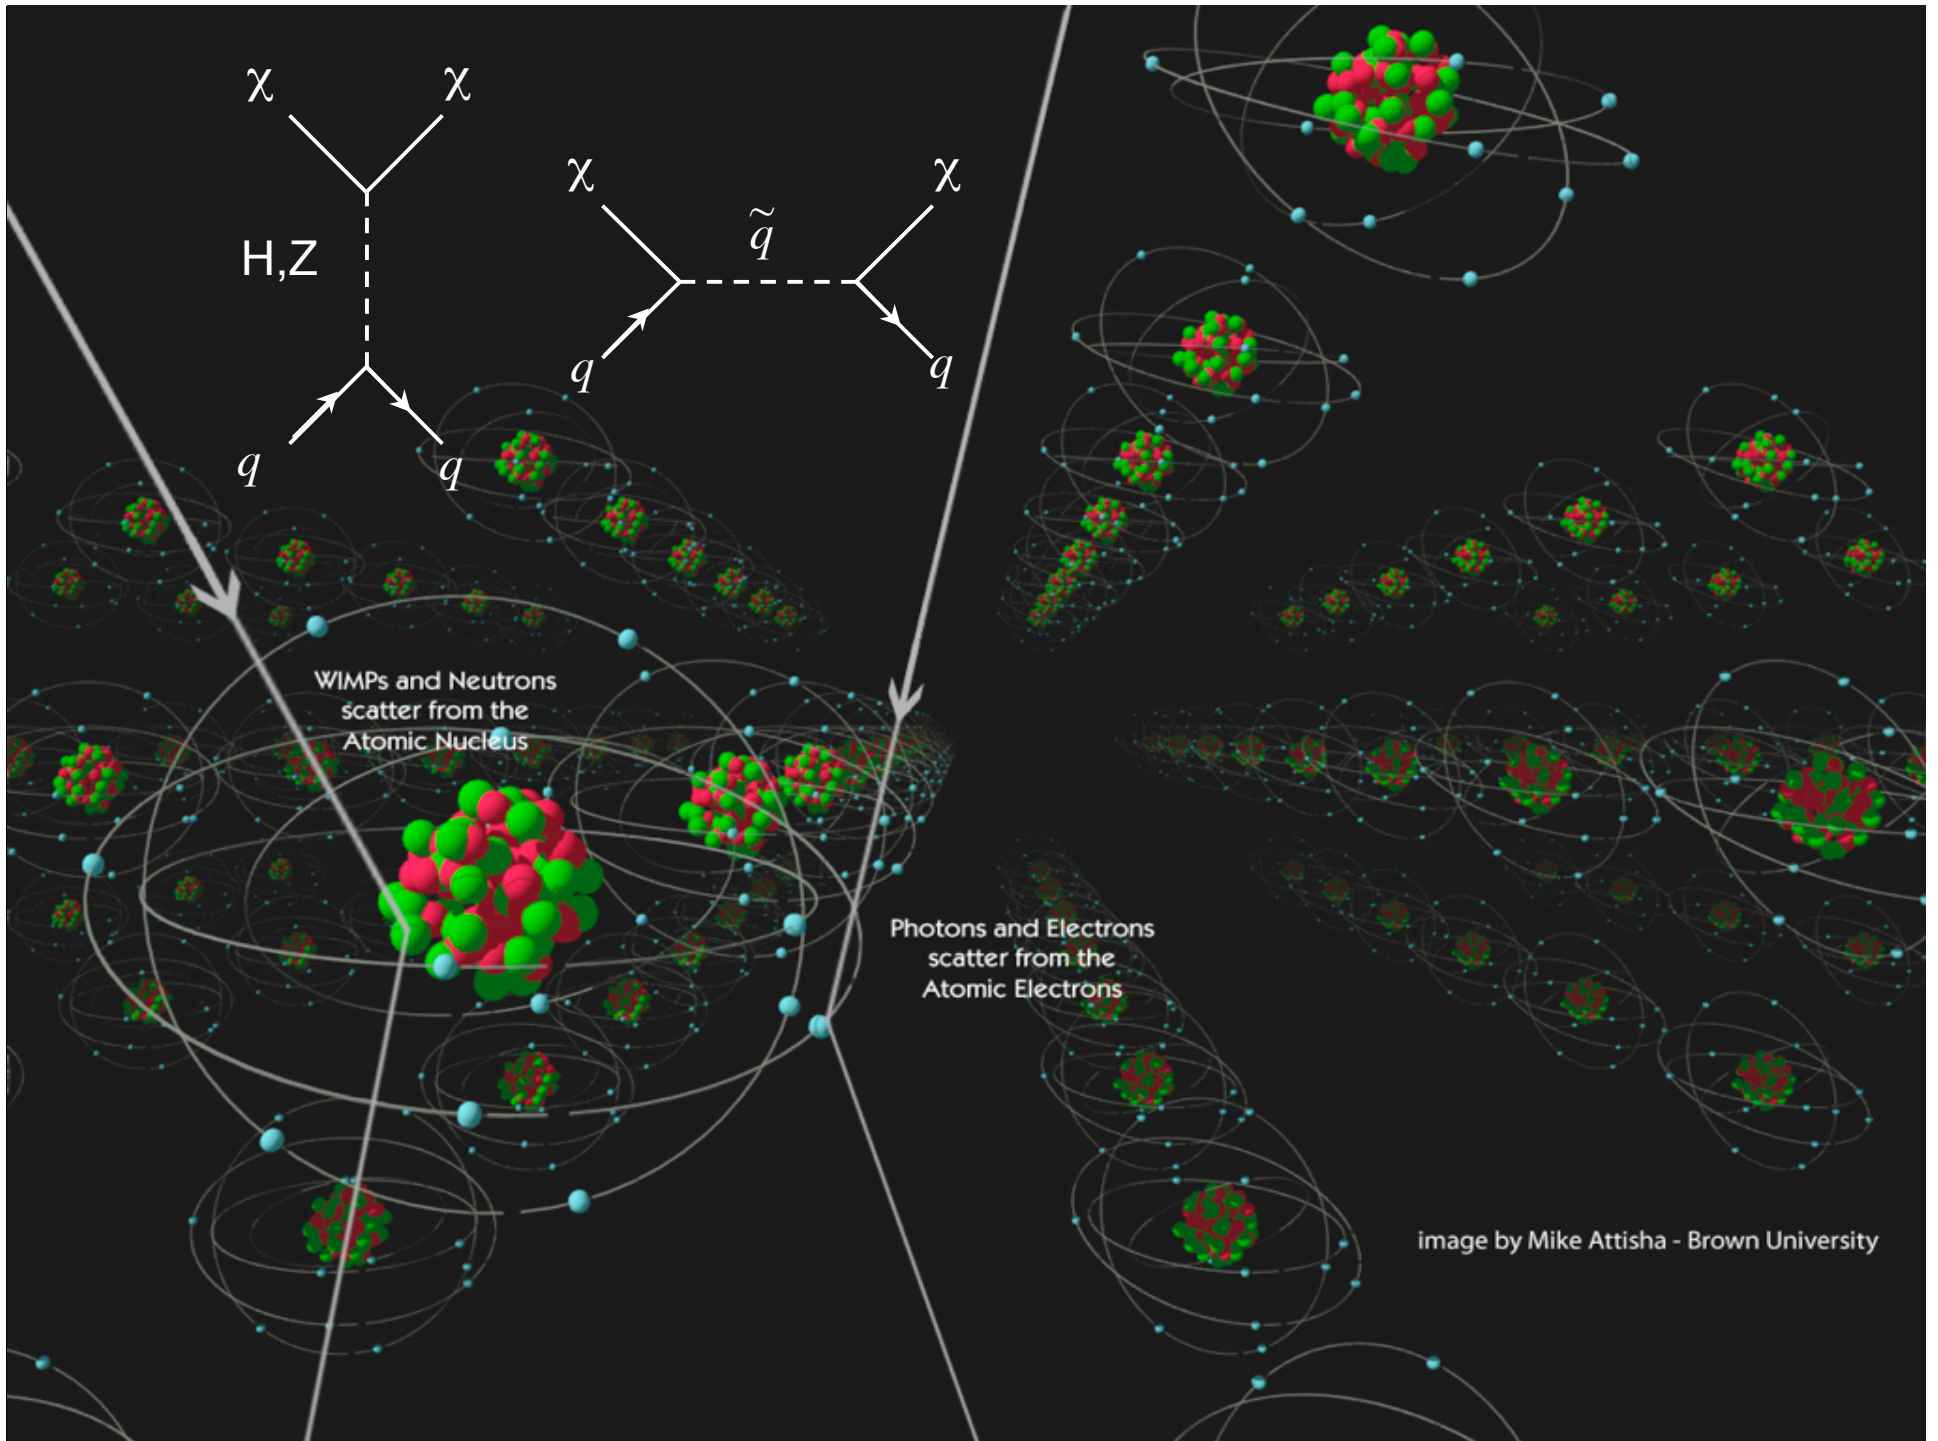 χ χ
H,Z
q q
χ χ
q̃
q q
WIMPs and Neutrons
scatter from the
Atomic Nucleus
Photons and Electrons
scatter from the
Atomic Electrons
image by Mike Attisha - Brown University